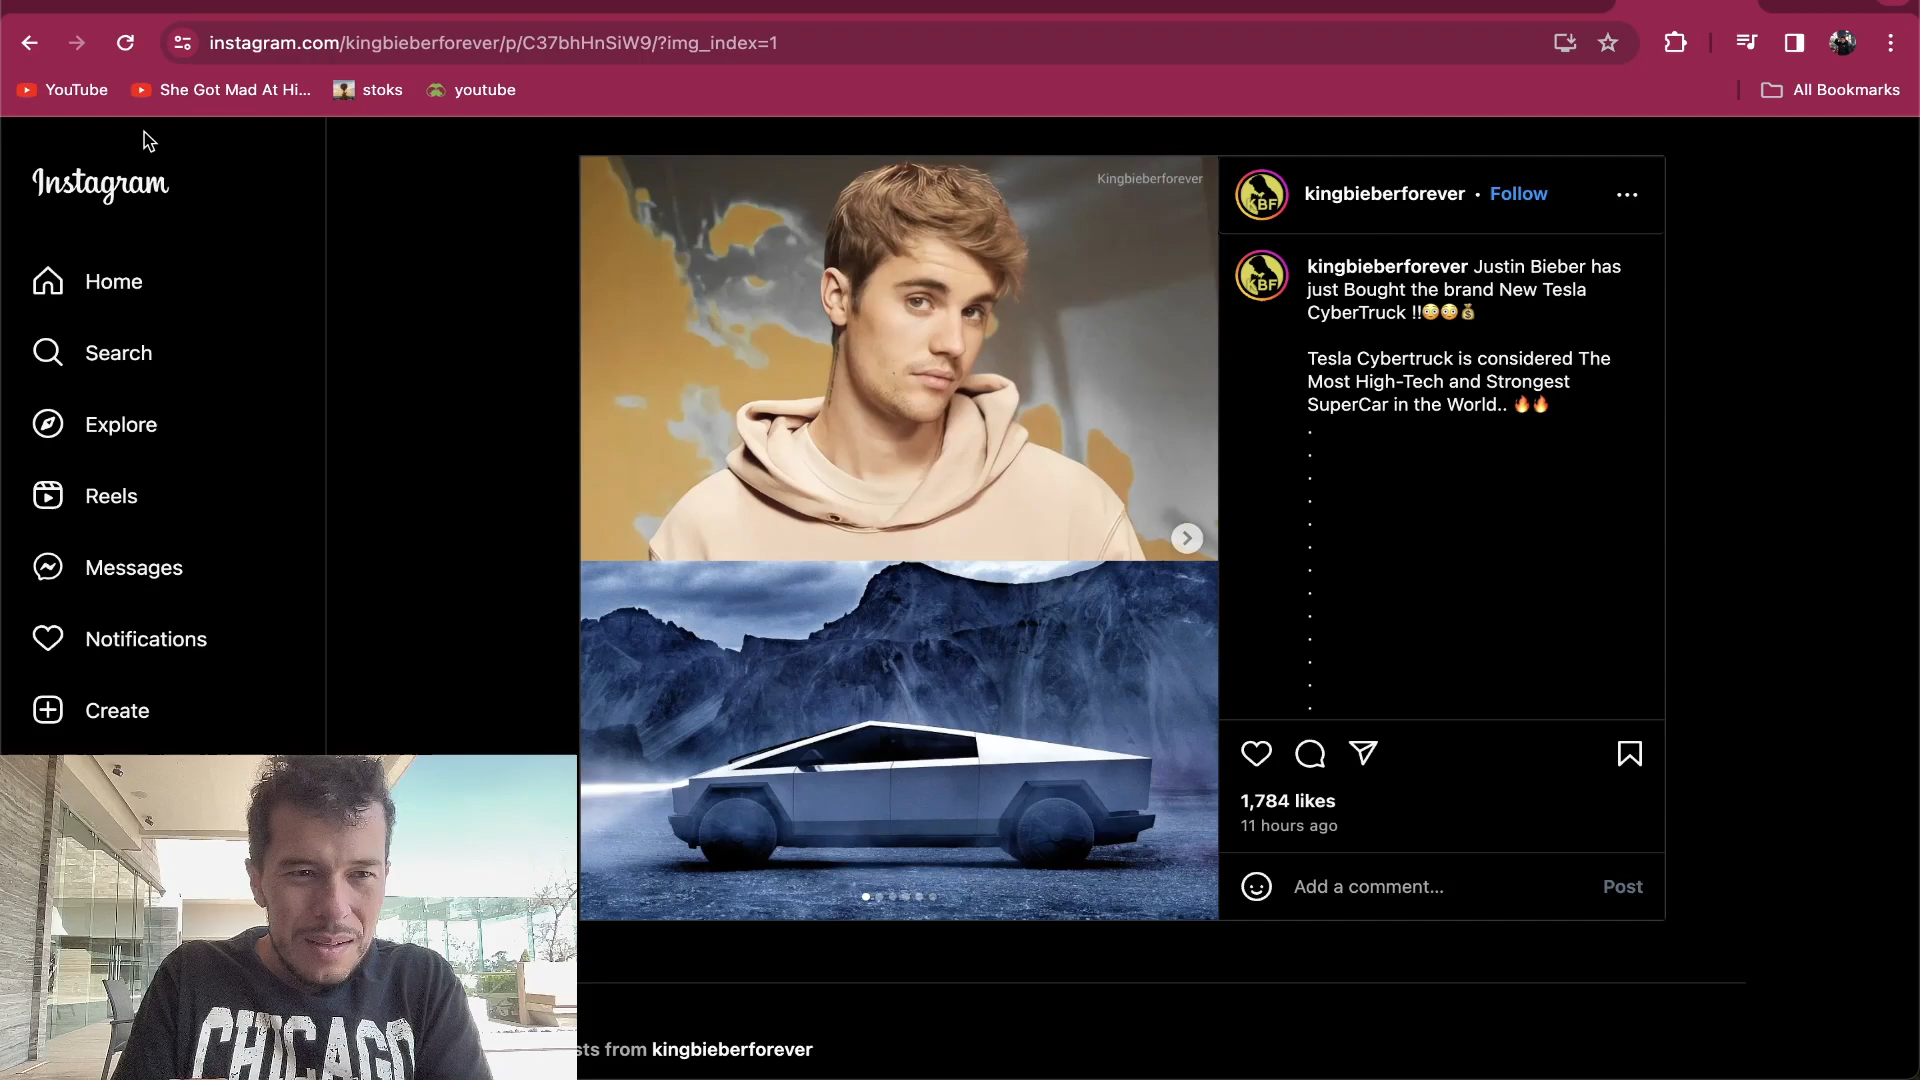 instagram.com/kingbieberforever/p/C37bhHnSiW9/?img_index=1
YouTube
She Got Mad At Hi...
stoks
youtube
All Bookmarks
Instagram
Home
Search
Explore
Reels
Messages
Notifications
Create
Kingbieberforever
KBF
kingbieberforever • Follow
KBF
kingbieberforever Justin Bieber has
just Bought the brand New Tesla
CyberTruck !!😳😳💰
Tesla Cybertruck is considered The
Most High-Tech and Strongest
SuperCar in the World.. 🔥🔥
.
.
.
.
.
.
.
.
.
.
.
.
.
1,784 likes
11 hours ago
Add a comment...
Post
CHICAGO
sts from kingbieberforever